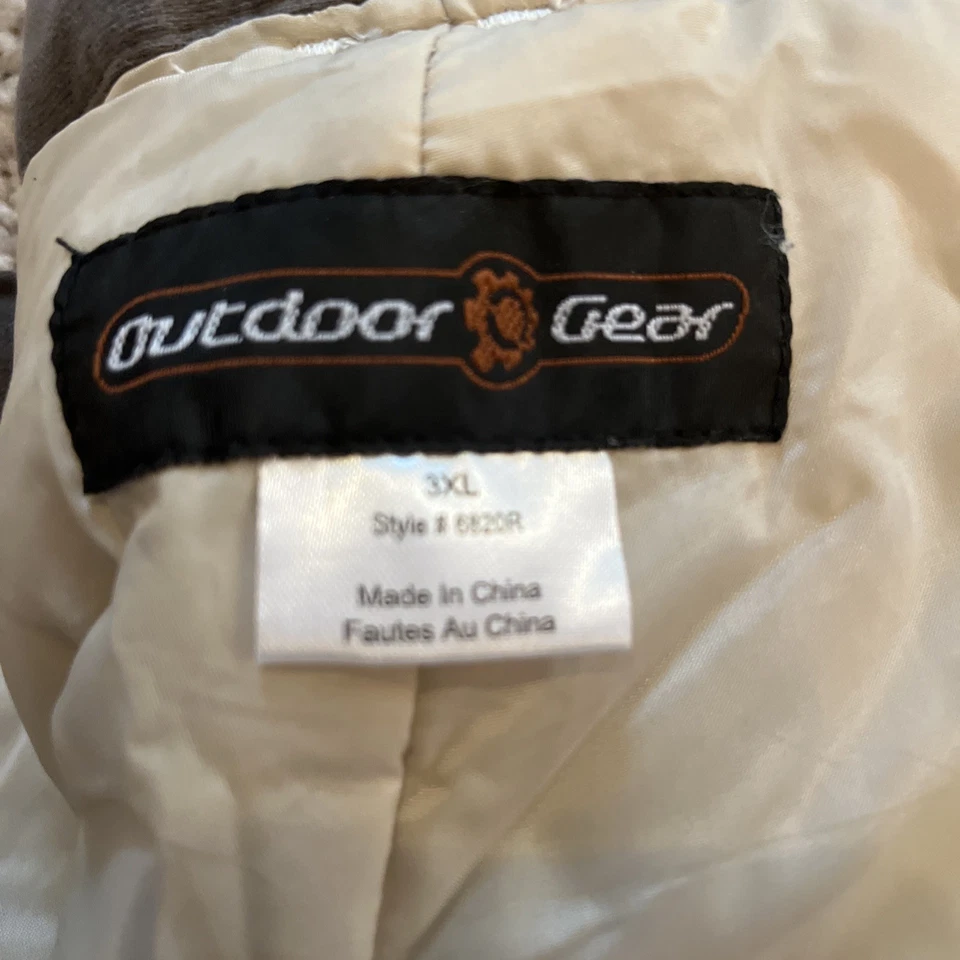 Outdoor Gear
3XL
Style # 6820R
Made In China
Fautes Au China